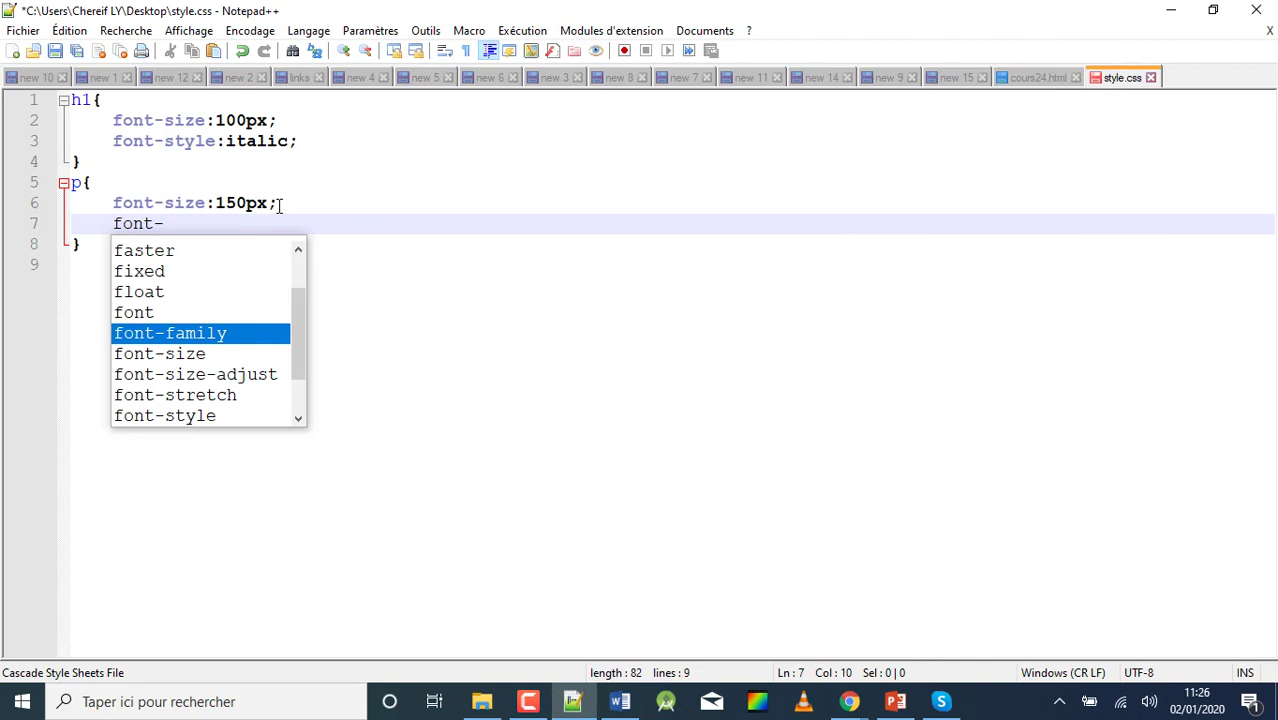 *C:\Users\Chereif LY\Desktop\style.css - Notepad++
Fichier Édition Recherche Affichage Encodage Langage Paramètres Outils Macro Exécution Modules d'extension Documents ? X
new 10 new 1 new 12 new 2 links new 4 new 5 new 6 new 3 new 8 new 7 new 11 new 14 new 9 new 15 cours24.html style.css
1 h1{
2 font-size:100px;
3 font-style:italic;
4 }
5 p{
6 font-size:150px;
7 font-
8 }
9
faster
fixed
float
font
font-family
font-size
font-size-adjust
font-stretch
font-style
Cascade Style Sheets File length : 82 lines : 9 Ln : 7 Col : 10 Sel : 0 | 0 Windows (CR LF) UTF-8 INS
Taper ici pour rechercher
11:26
02/01/2020
1